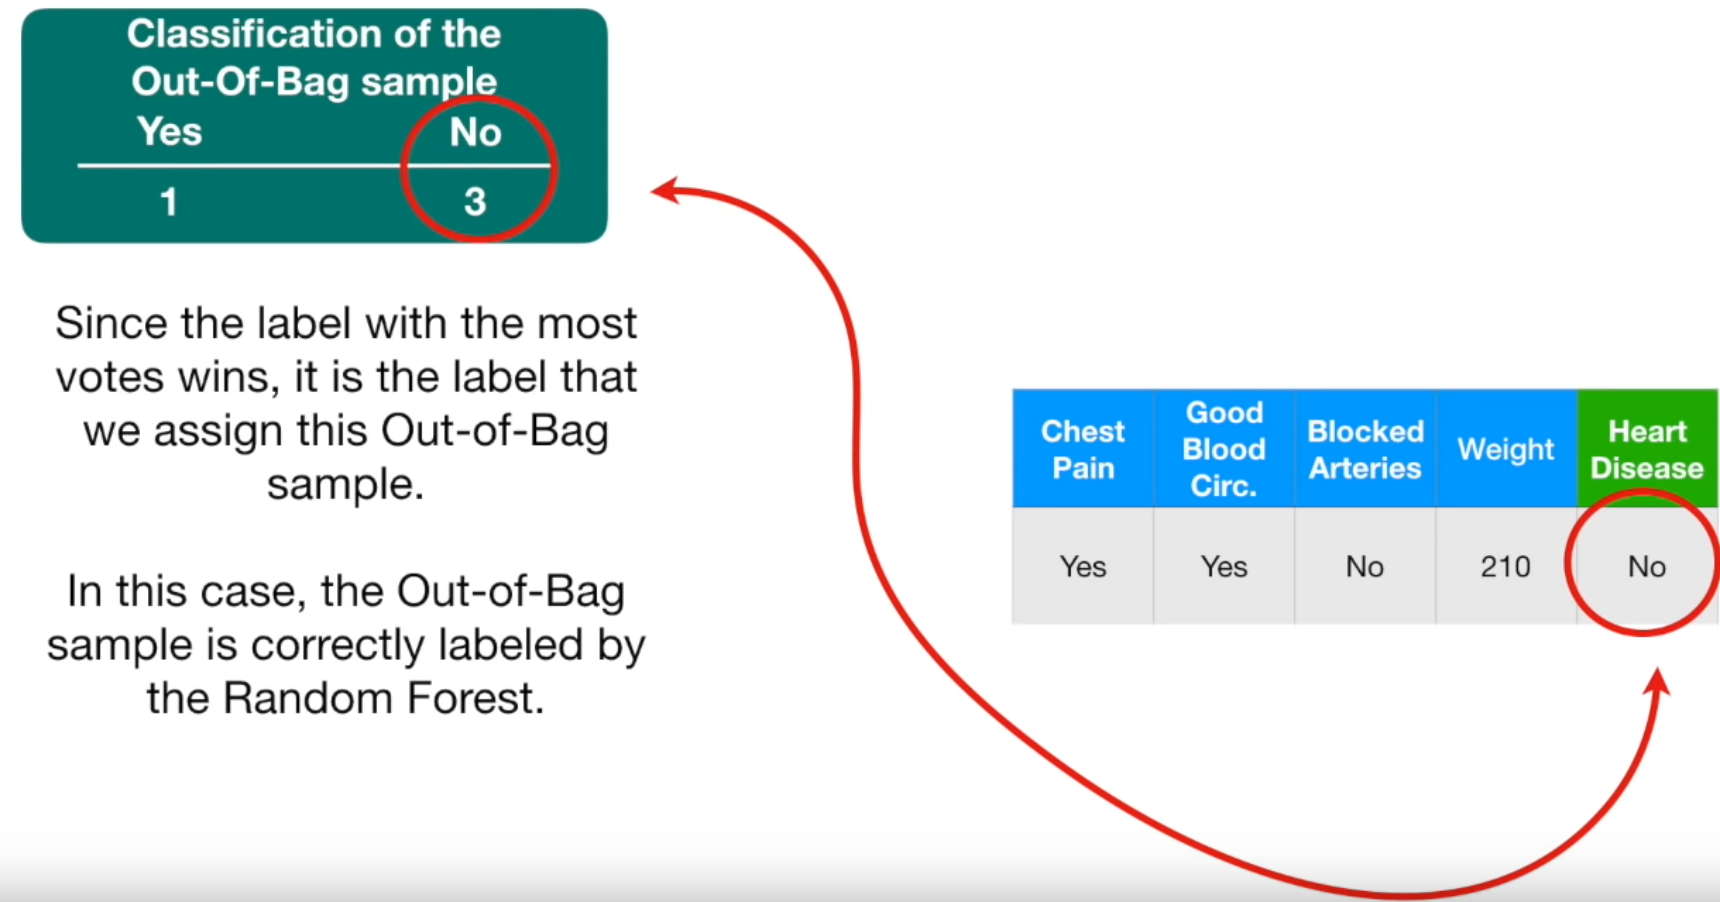 Classification of the
Out-Of-Bag sample
Yes No
1 3
Since the label with the most
votes wins, it is the label that
we assign this Out-of-Bag
sample.
In this case, the Out-of-Bag
sample is correctly labeled by
the Random Forest.
Chest Pain Good Blood Circ. Blocked Arteries Weight Heart Disease
Yes Yes No 210 No